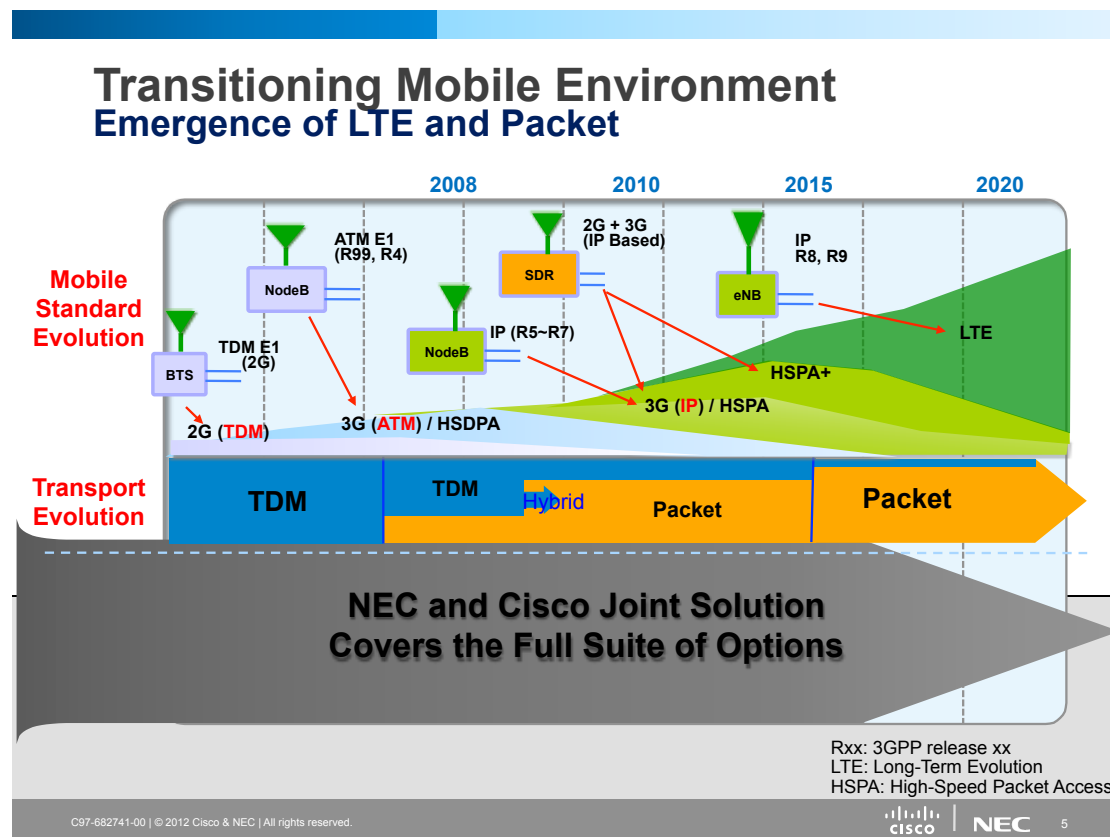 Transitioning Mobile Environment
Emergence of LTE and Packet
2008
2010
2015
2020
Mobile
Standard
Evolution
BTS
TDM E1
(2G)
NodeB
ATM E1
(R99, R4)
NodeB
IP (R5~R7)
SDR
2G + 3G
(IP Based)
eNB
IP
R8, R9
2G (TDM)
3G (ATM) / HSDPA
3G (IP) / HSPA
HSPA+
LTE
Transport
Evolution
TDM
TDM
Hybrid
Packet
Packet
NEC and Cisco Joint Solution
Covers the Full Suite of Options
Rxx: 3GPP release xx
LTE: Long-Term Evolution
HSPA: High-Speed Packet Access
C97-682741-00 | © 2012 Cisco & NEC | All rights reserved.
CISCO
NEC
5